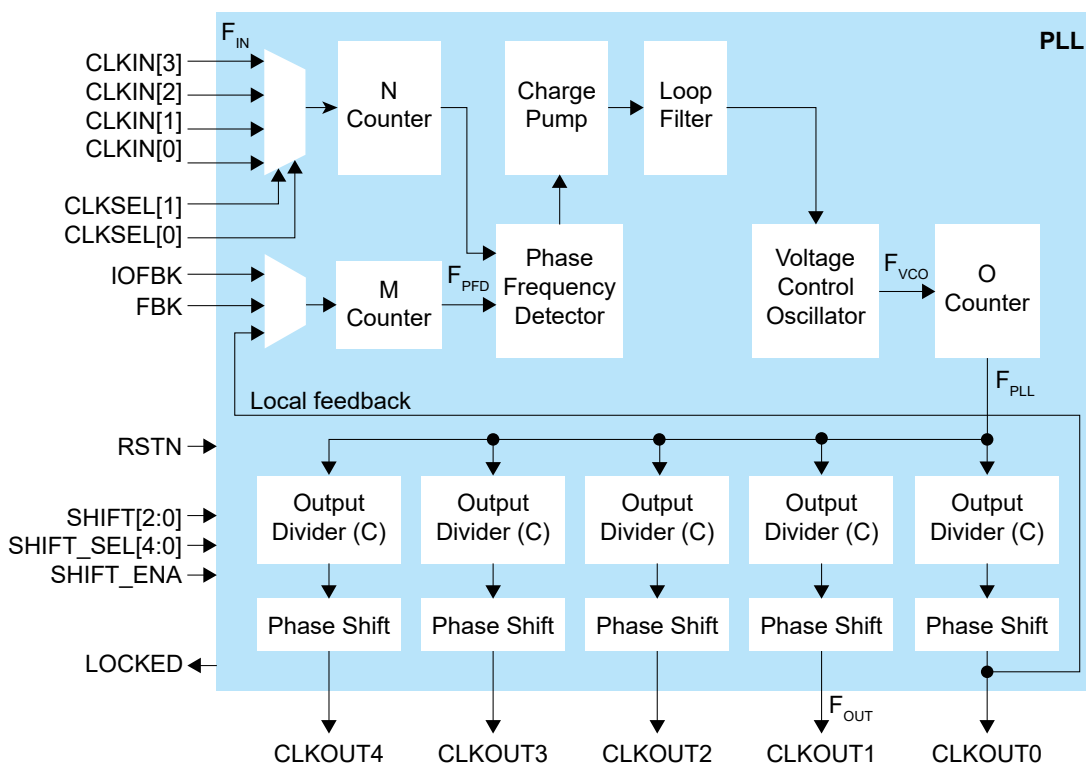 PLL
F_IN
CLKIN[3]
CLKIN[2]
CLKIN[1]
CLKIN[0]
CLKSEL[1]
CLKSEL[0]
N
Counter
Charge
Pump
Loop
Filter
IOFBK
FBK
M
Counter
F_PFD
Phase
Frequency
Detector
Voltage
Control
Oscillator
F_VCO
O
Counter
F_PLL
Local feedback
RSTN
SHIFT[2:0]
SHIFT_SEL[4:0]
SHIFT_ENA
LOCKED
Output
Divider (C)
Output
Divider (C)
Output
Divider (C)
Output
Divider (C)
Output
Divider (C)
Phase Shift
Phase Shift
Phase Shift
Phase Shift
Phase Shift
F_OUT
CLKOUT4
CLKOUT3
CLKOUT2
CLKOUT1
CLKOUT0